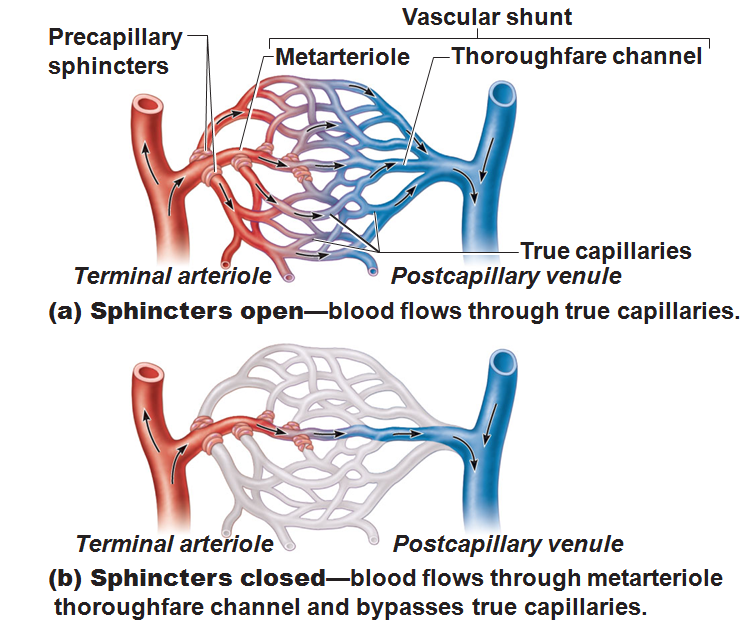 Vascular shunt
Precapillary
sphincters
Metarteriole
Thoroughfare channel
True capillaries
Terminal arteriole
Postcapillary venule
(a) Sphincters open—blood flows through true capillaries.
Terminal arteriole
Postcapillary venule
(b) Sphincters closed—blood flows through metarteriole
thoroughfare channel and bypasses true capillaries.